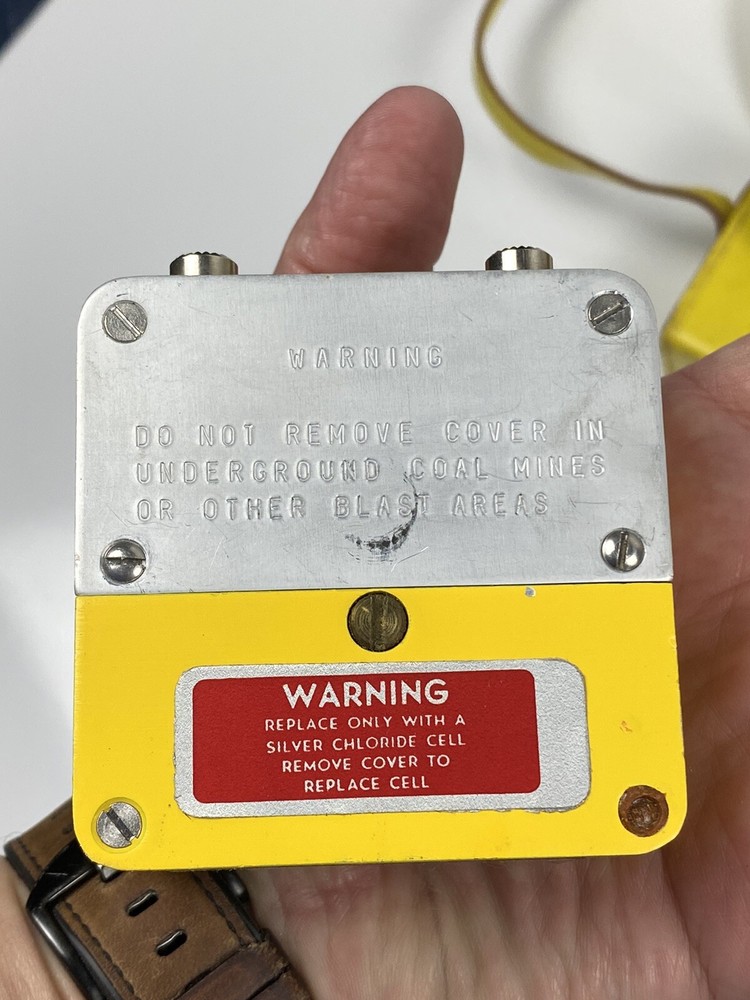 WARNING
DO NOT REMOVE COVER IN
UNDERGROUND COAL MINES
OR OTHER BLAST AREAS
WARNING
REPLACE ONLY WITH A
SILVER CHLORIDE CELL
REMOVE COVER TO
REPLACE CELL